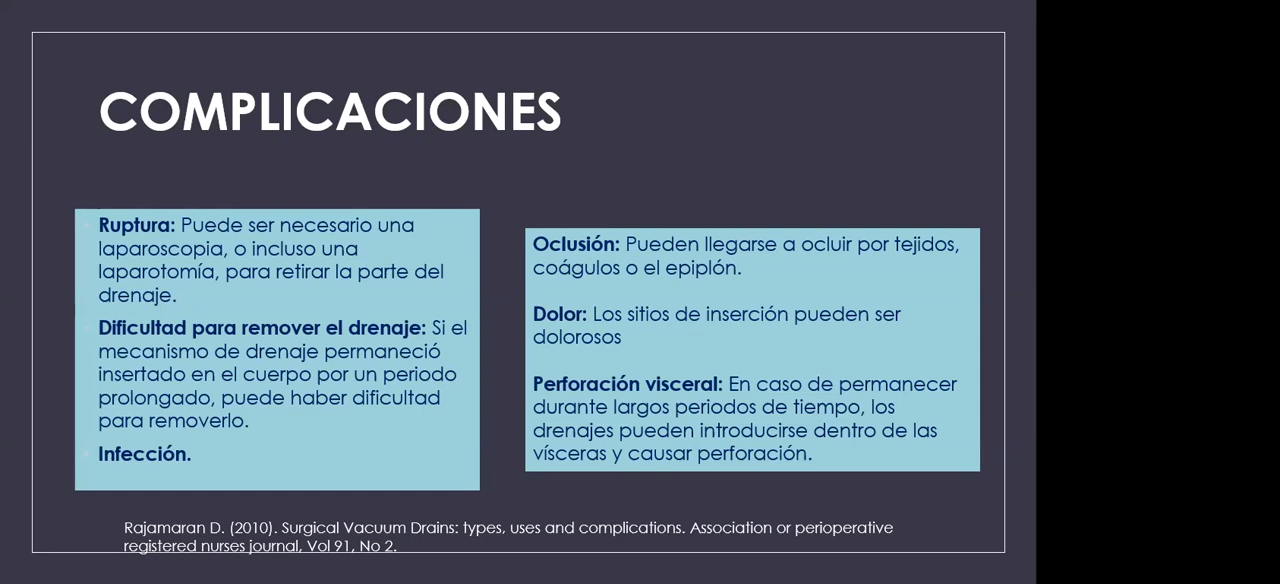 COMPLICACIONES
Ruptura: Puede ser necesario una
laparoscopia, o incluso una
laparotomía, para retirar la parte del
drenaje.
Dificultad para remover el drenaje: Si el
mecanismo de drenaje permaneció
insertado en el cuerpo por un periodo
prolongado, puede haber dificultad
para removerlo.
Infección.
Oclusión: Pueden llegarse a ocluir por tejidos,
coágulos o el epiplón.
Dolor: Los sitios de inserción pueden ser
dolorosos
Perforación visceral: En caso de permanecer
durante largos periodos de tiempo, los
drenajes pueden introducirse dentro de las
vísceras y causar perforación.
Rajamaran D. (2010). Surgical Vacuum Drains: types, uses and complications. Association or perioperative
registered nurses journal, Vol 91, No 2.